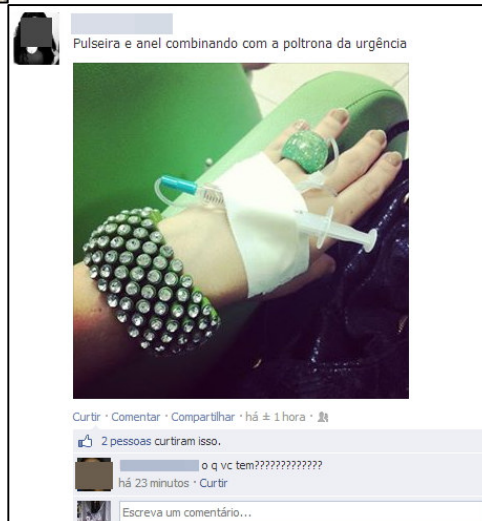 Pulseira e anel combinando com a poltrona da urgência
Curtir · Comentar · Compartilhar · há ± 1 hora ·
2 pessoas curtiram isso.
o q vc tem?????????????
há 23 minutos · Curtir
Escreva um comentário...